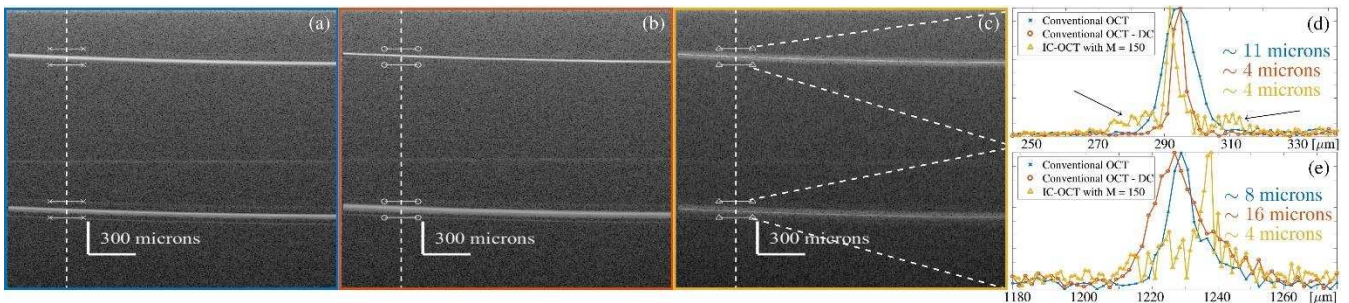 (a)
300 microns
(b)
300 microns
(c)
300 microns
(d)
Conventional OCT
Conventional OCT - DC
IC-OCT with M = 150
~ 11 microns
~ 4 microns
~ 4 microns
250 270 290 310 330 [μm]
(e)
Conventional OCT
Conventional OCT - DC
IC-OCT with M = 150
~ 8 microns
~ 16 microns
~ 4 microns
1180 1200 1220 1240 1260 [μm]